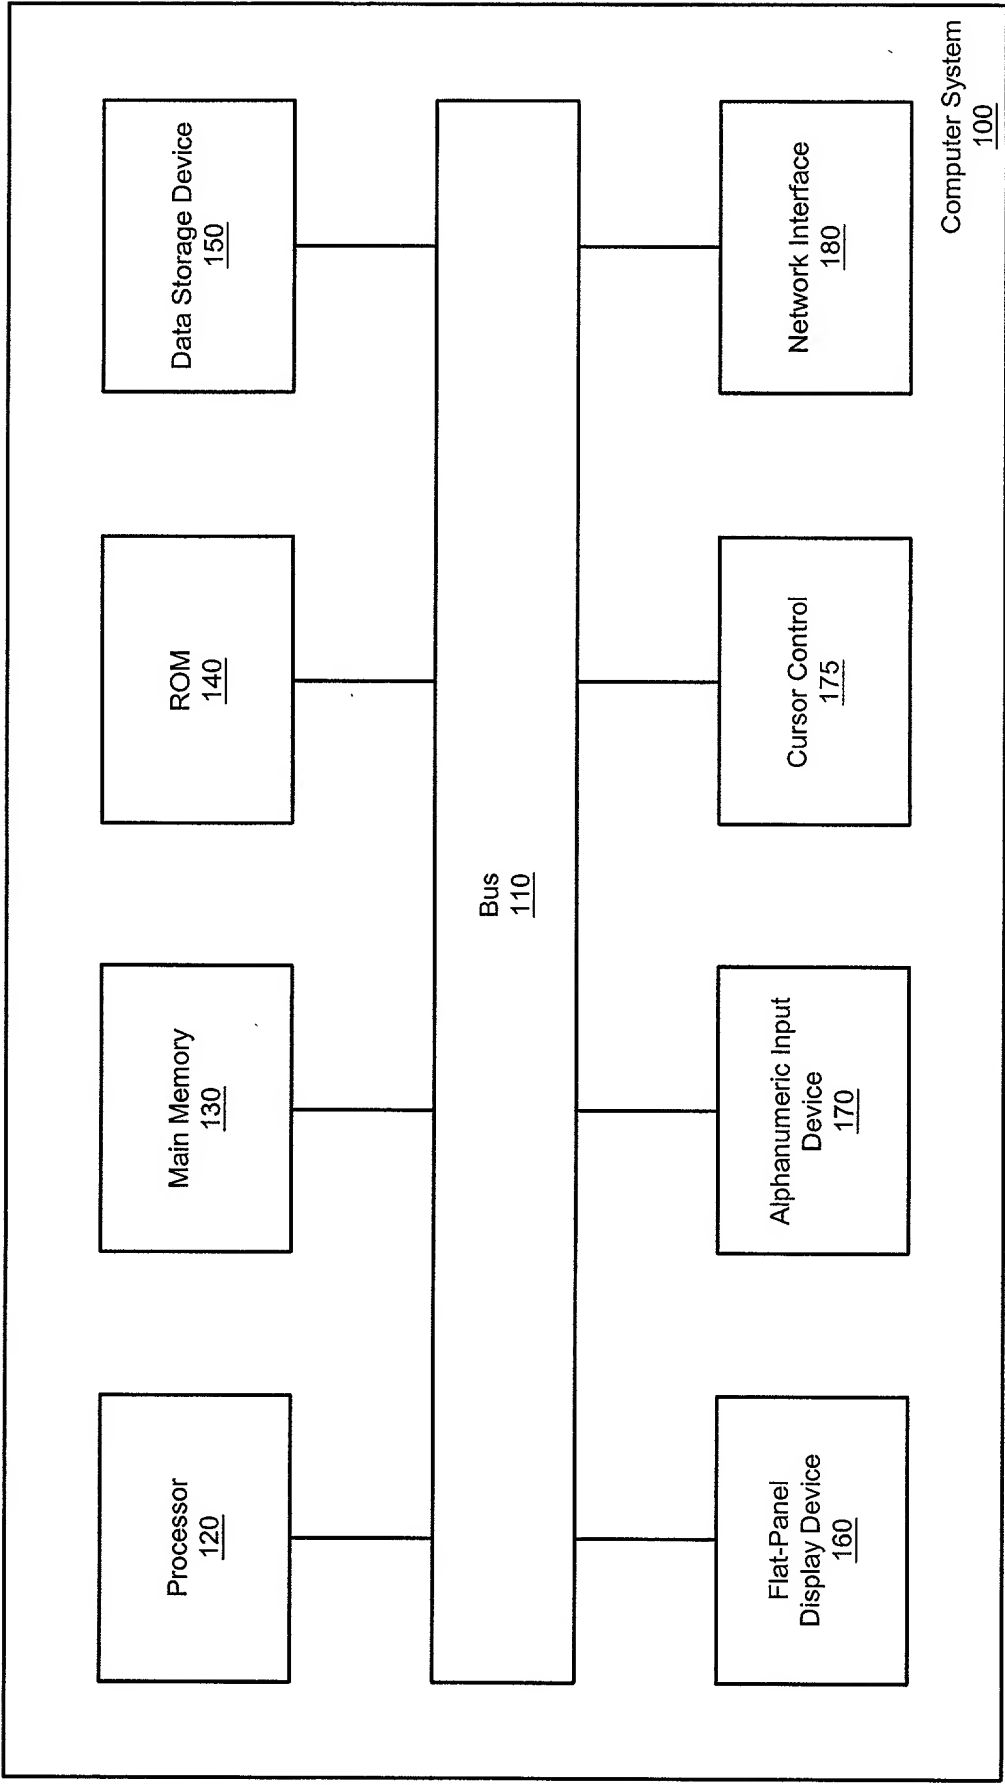 Processor
120
Main Memory
130
ROM
140
Data Storage Device
150
Bus
110
Flat-Panel
Display Device
160
Alphanumeric Input
Device
170
Cursor Control
175
Network Interface
180
Computer System
100